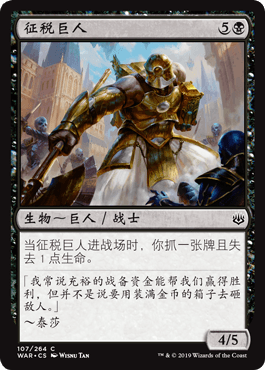 征税巨人 5
生物～巨人／战士
当征税巨人进战场时，你抓一张牌且失
去1点生命。
「我常说充裕的战备资金能帮我们赢得胜
利，但并不是说要用装满金币的箱子去砸
敌人。」
～泰莎
4/5
107/264 C
WAR • CS WISNU TAN
™ & © 2019 Wizards of the Coast